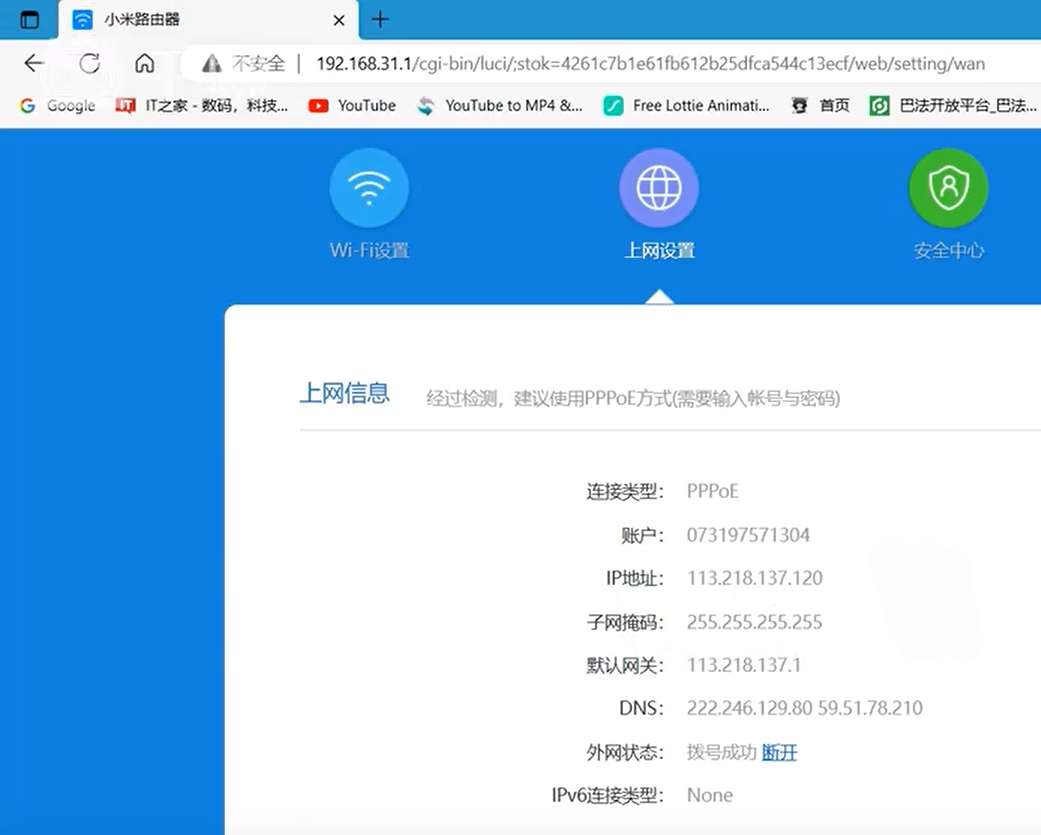 小米路由器
不安全 192.168.31.1/cgi-bin/luci/;stok=4261c7b1e61fb612b25dfca544c13ecf/web/setting/wan
Google IT之家 - 数码，科技... YouTube YouTube to MP4 &... Free Lottie Animati... 首页 巴法开放平台_巴法...
Wi-Fi设置 上网设置 安全中心
上网信息 经过检测，建议使用PPPoE方式(需要输入帐号与密码)
连接类型： PPPoE
账户： 073197571304
IP地址： 113.218.137.120
子网掩码： 255.255.255.255
默认网关： 113.218.137.1
DNS： 222.246.129.80 59.51.78.210
外网状态： 拨号成功 断开
IPv6连接类型： None